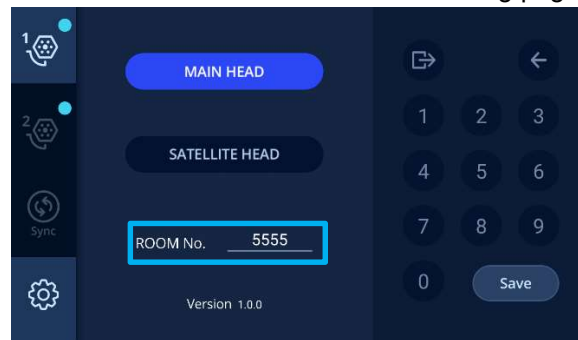 1
2
Sync
MAIN HEAD
SATELLITE HEAD
ROOM No. 5555
Version 1.0.0
1 2 3
4 5 6
7 8 9
0 Save